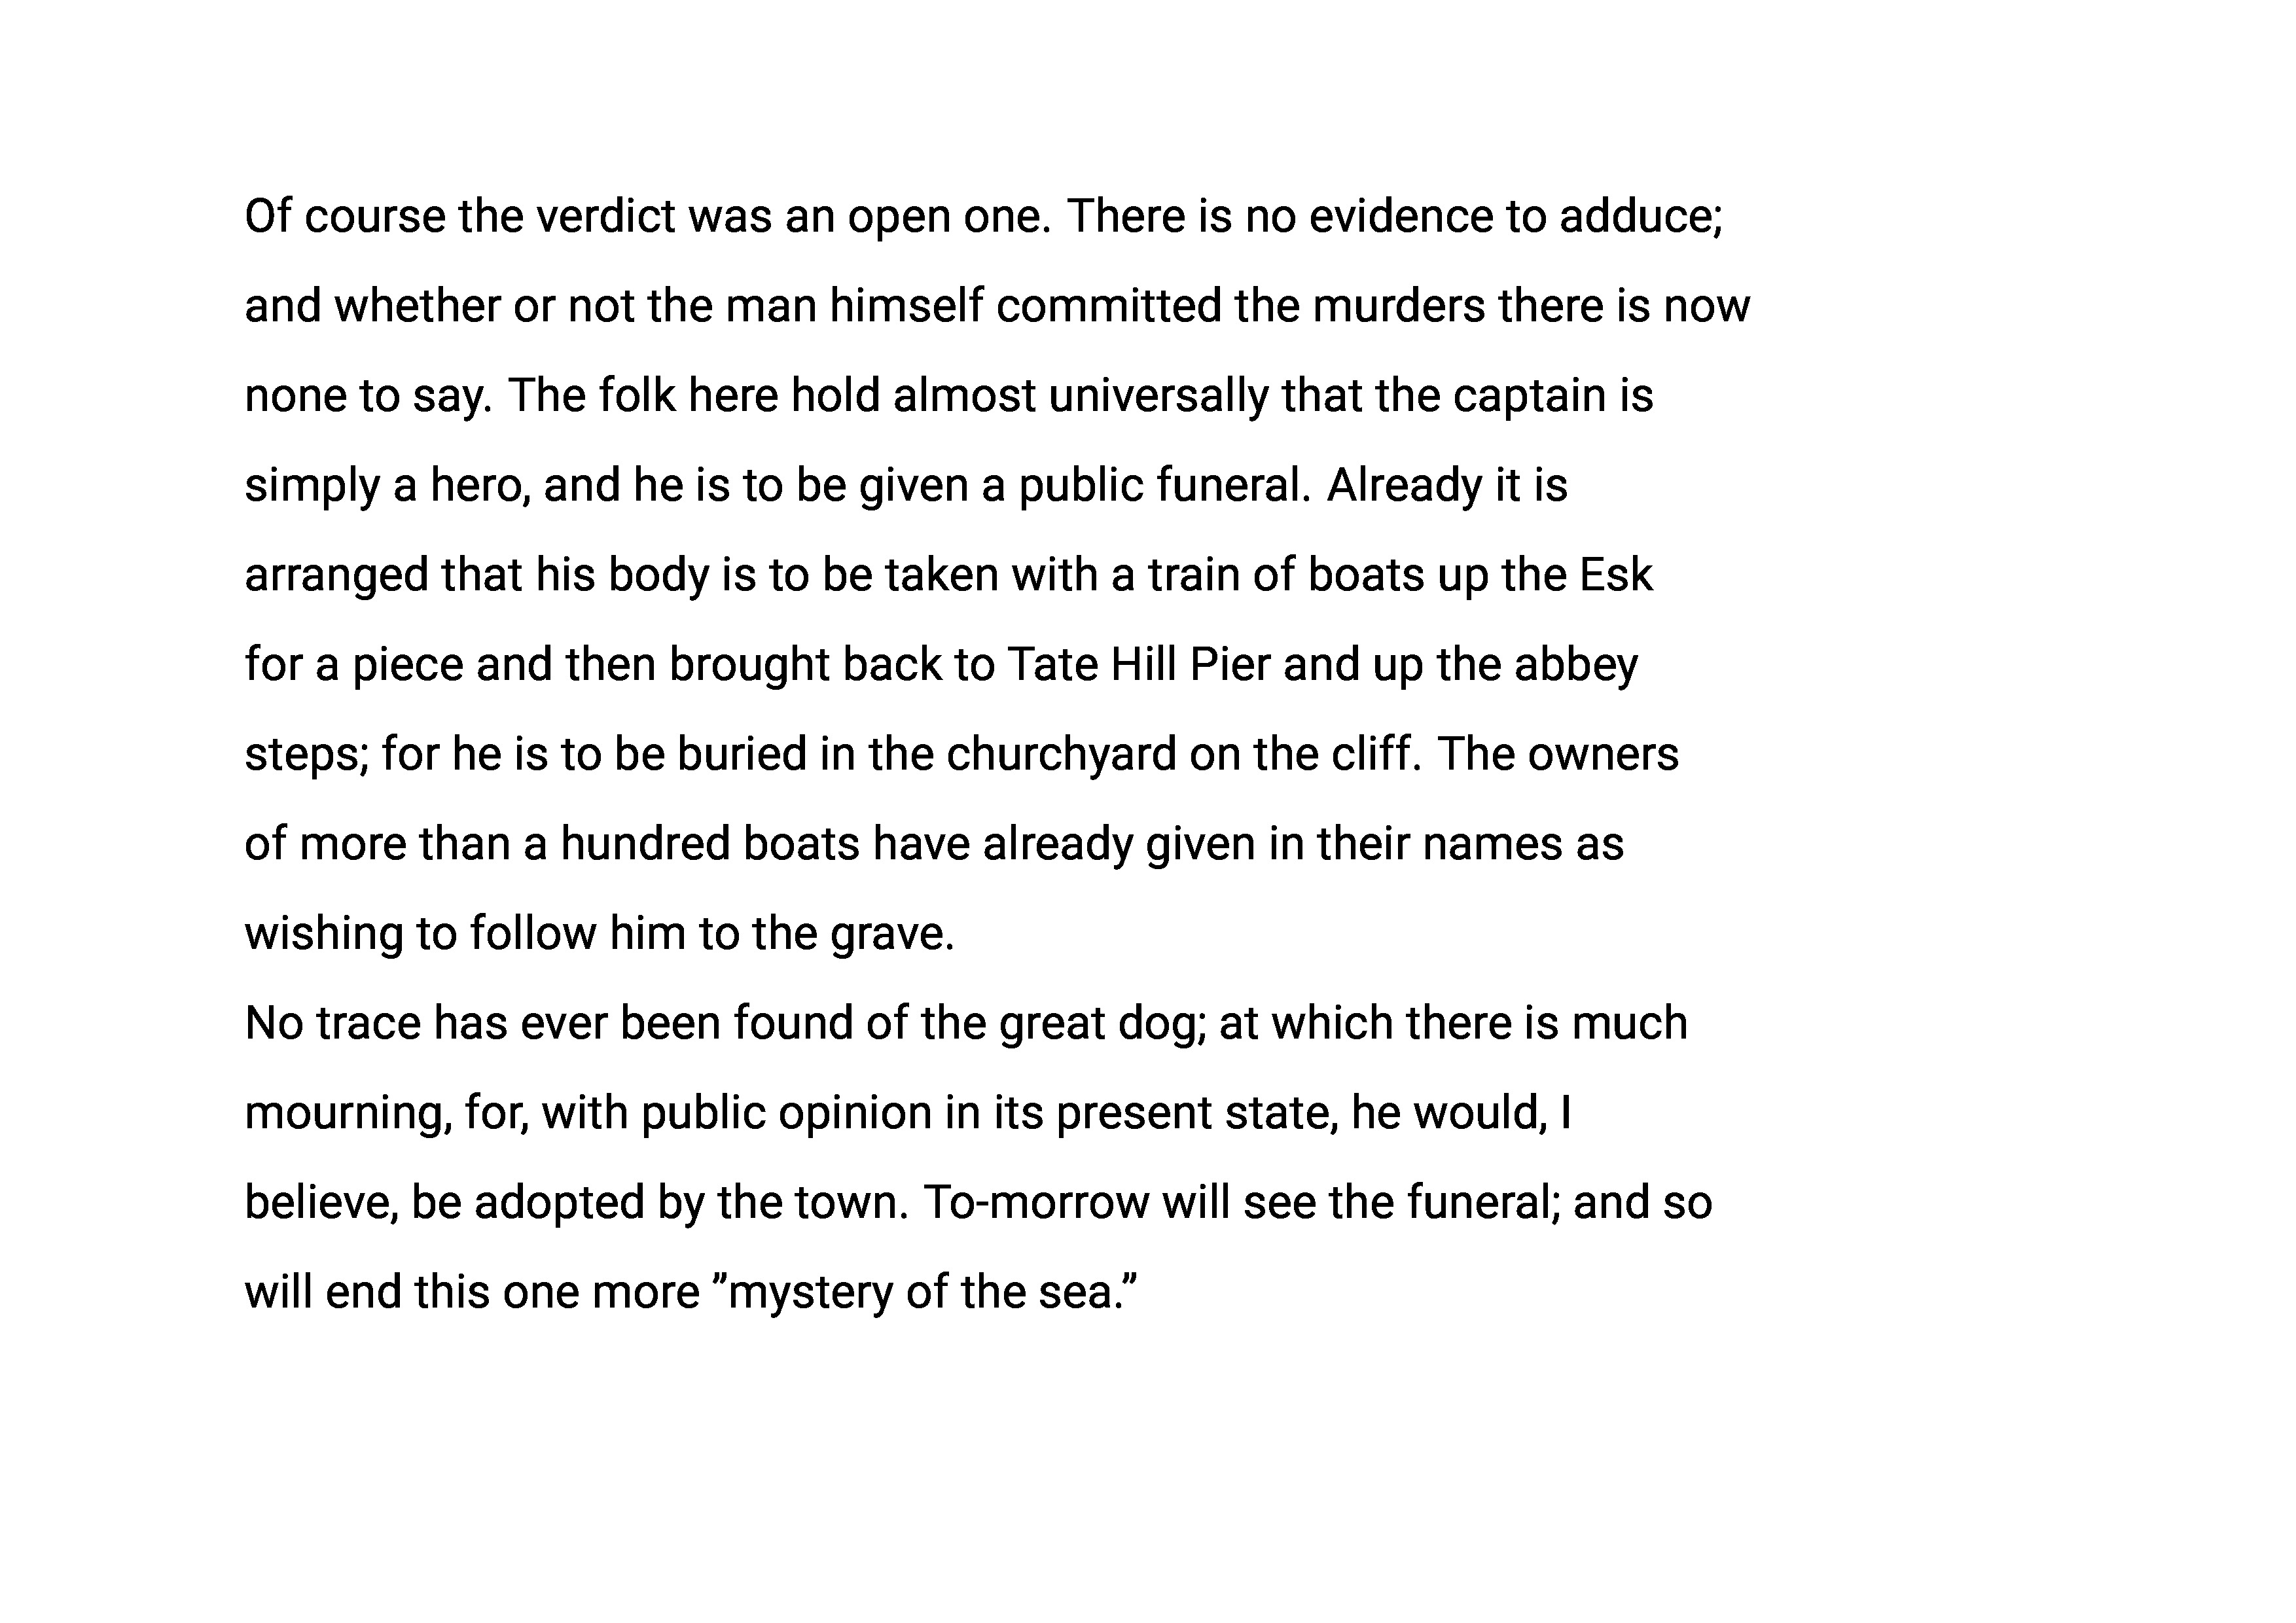 Of course the verdict was an open one. There is no evidence to adduce;
and whether or not the man himself committed the murders there is now
none to say. The folk here hold almost universally that the captain is
simply a hero, and he is to be given a public funeral. Already it is
arranged that his body is to be taken with a train of boats up the Esk
for a piece and then brought back to Tate Hill Pier and up the abbey
steps; for he is to be buried in the churchyard on the cliff. The owners
of more than a hundred boats have already given in their names as
wishing to follow him to the grave.
No trace has ever been found of the great dog; at which there is much
mourning, for, with public opinion in its present state, he would, I
believe, be adopted by the town. To-morrow will see the funeral; and so
will end this one more ”mystery of the sea.”